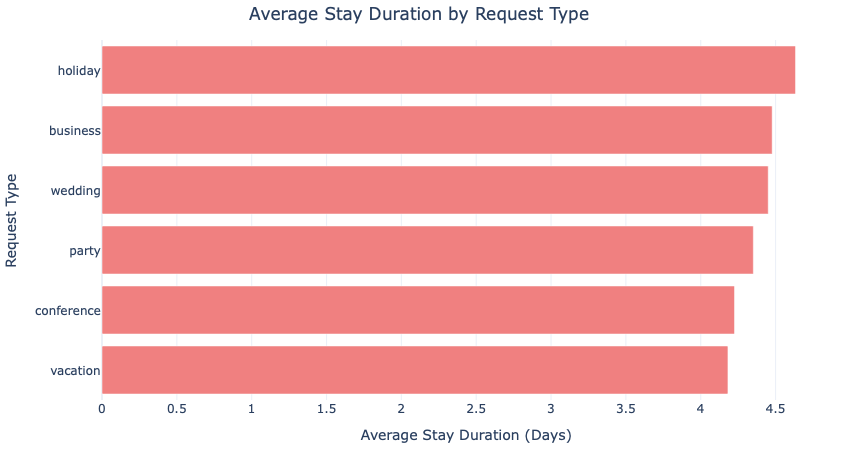 Average Stay Duration by Request Type
Request Type
holiday
business
wedding
party
conference
vacation
0 0.5 1 1.5 2 2.5 3 3.5 4 4.5
Average Stay Duration (Days)